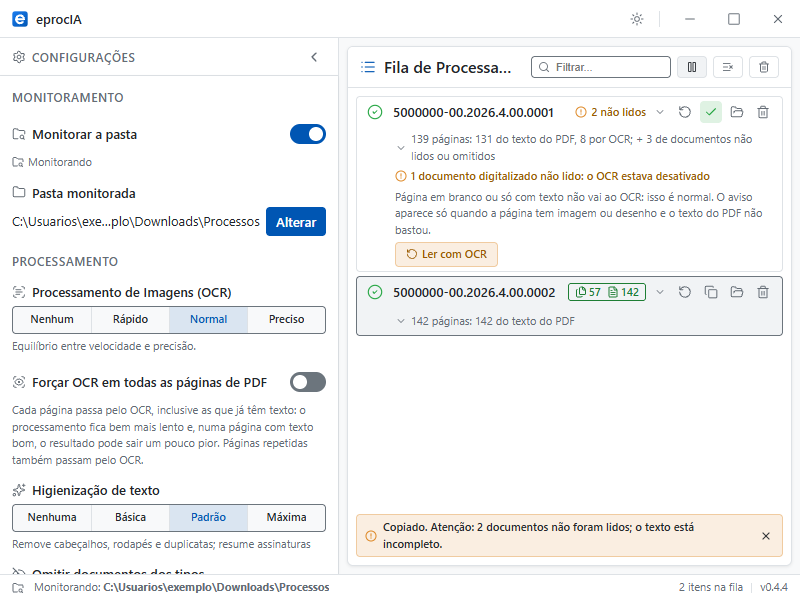 eprocIA
CONFIGURAÇÕES
MONITORAMENTO
Monitorar a pasta
Monitorando
Pasta monitorada
C:\Usuarios\exe...plo\Downloads\Processos
Alterar
PROCESSAMENTO
Processamento de Imagens (OCR)
Nenhum Rápido Normal Preciso
Equilíbrio entre velocidade e precisão.
Forçar OCR em todas as páginas de PDF
Cada página passa pelo OCR, inclusive as que já têm texto: o
processamento fica bem mais lento e, numa página com texto
bom, o resultado pode sair um pouco pior. Páginas repetidas
também passam pelo OCR.
Higienização de texto
Nenhuma Básica Padrão Máxima
Remove cabeçalhos, rodapés e duplicatas; resume assinaturas
Omitir documentos dos tipos
Fila de Processa...
Filtrar...
5000000-00.2026.4.00.0001
2 não lidos
139 páginas: 131 do texto do PDF, 8 por OCR; + 3 de documentos não
lidos ou omitidos
1 documento digitalizado não lido: o OCR estava desativado
Página em branco ou só com texto não vai ao OCR: isso é normal. O aviso
aparece só quando a página tem imagem ou desenho e o texto do PDF não
bastou.
Ler com OCR
5000000-00.2026.4.00.0002
57 142
142 páginas: 142 do texto do PDF
Copiado. Atenção: 2 documentos não foram lidos; o texto está
incompleto.
Monitorando: C:\Usuarios\exemplo\Downloads\Processos
2 itens na fila
v0.4.4